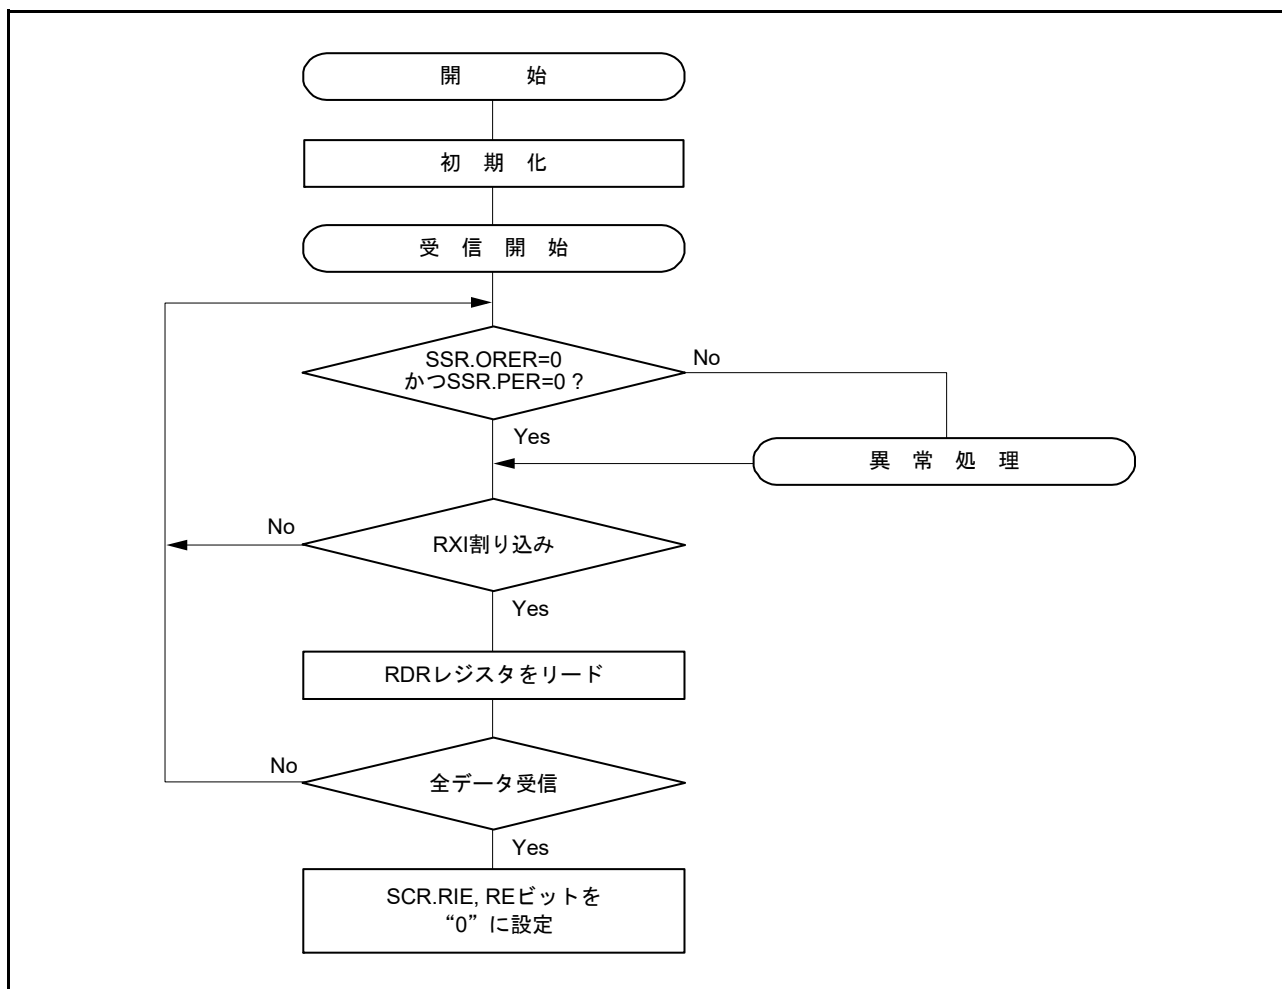 開 始
初 期 化
受 信 開 始
SSR.ORER=0
かつSSR.PER=0 ?
No
Yes
異 常 処 理
No
RXI割り込み
Yes
RDRレジスタをリード
No
全データ受信
Yes
SCR.RIE, REビットを
“0”に設定